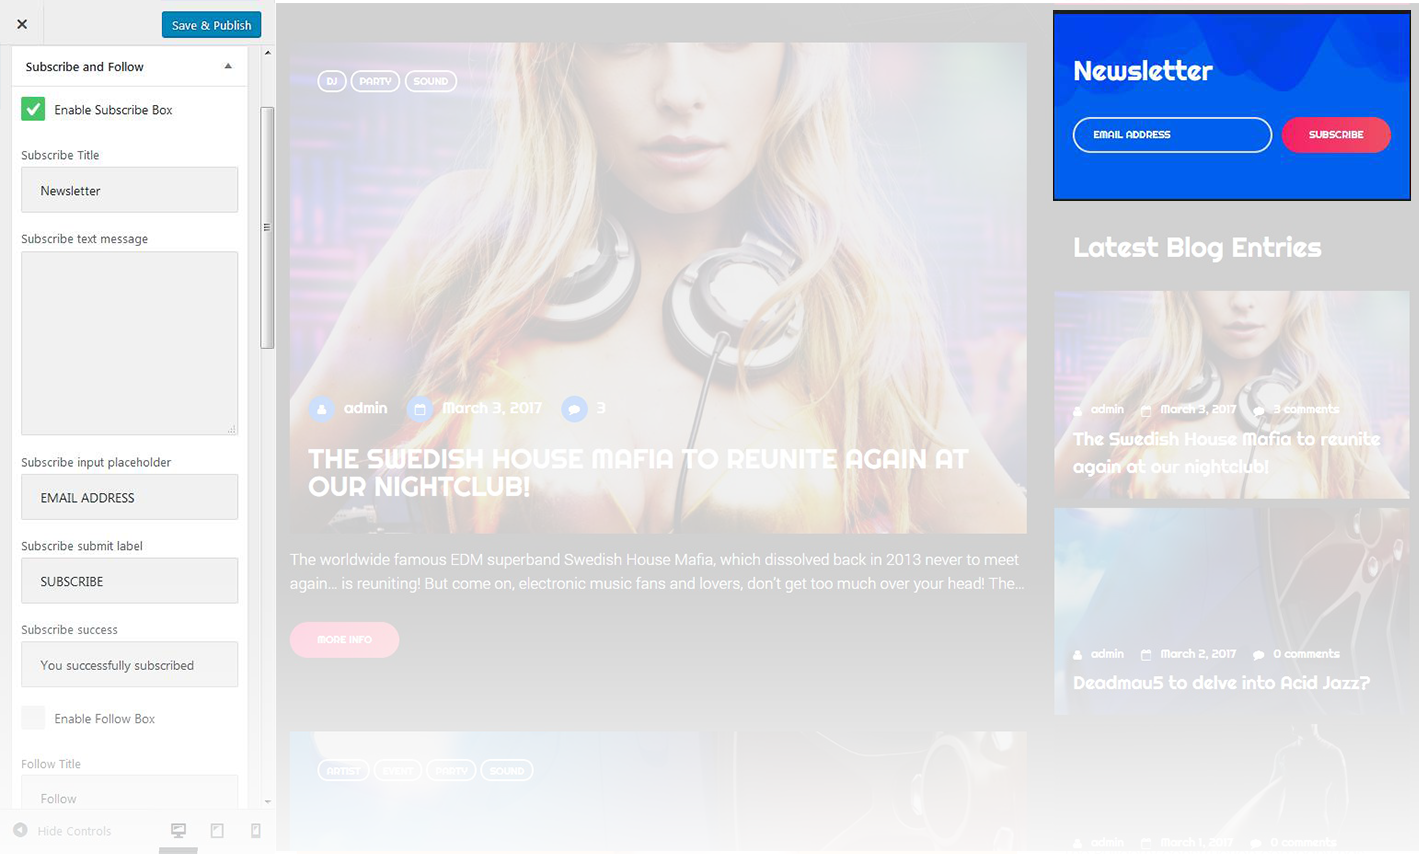 Save & Publish
Subscribe and Follow
Enable Subscribe Box
Subscribe Title
Newsletter
Subscribe text message
Subscribe input placeholder
EMAIL ADDRESS
Subscribe submit label
SUBSCRIBE
Subscribe success
You successfully subscribed
Enable Follow Box
Follow Title
Follow
Hide Controls
DJ PARTY SOUND
admin March 3, 2017 3
THE SWEDISH HOUSE MAFIA TO REUNITE AGAIN AT
OUR NIGHTCLUB!
The worldwide famous EDM superband Swedish House Mafia, which dissolved back in 2013 never to meet
again... is reuniting! But come on, electronic music fans and lovers, don't get too much over your head! The...
MORE INFO
ARTIST EVENT PARTY SOUND
Newsletter
EMAIL ADDRESS SUBSCRIBE
Latest Blog Entries
admin March 3, 2017 3 comments
The Swedish House Mafia to reunite
again at our nightclub!
admin March 2, 2017 0 comments
Deadmau5 to delve into Acid Jazz?
admin March 1, 2017 0 comments